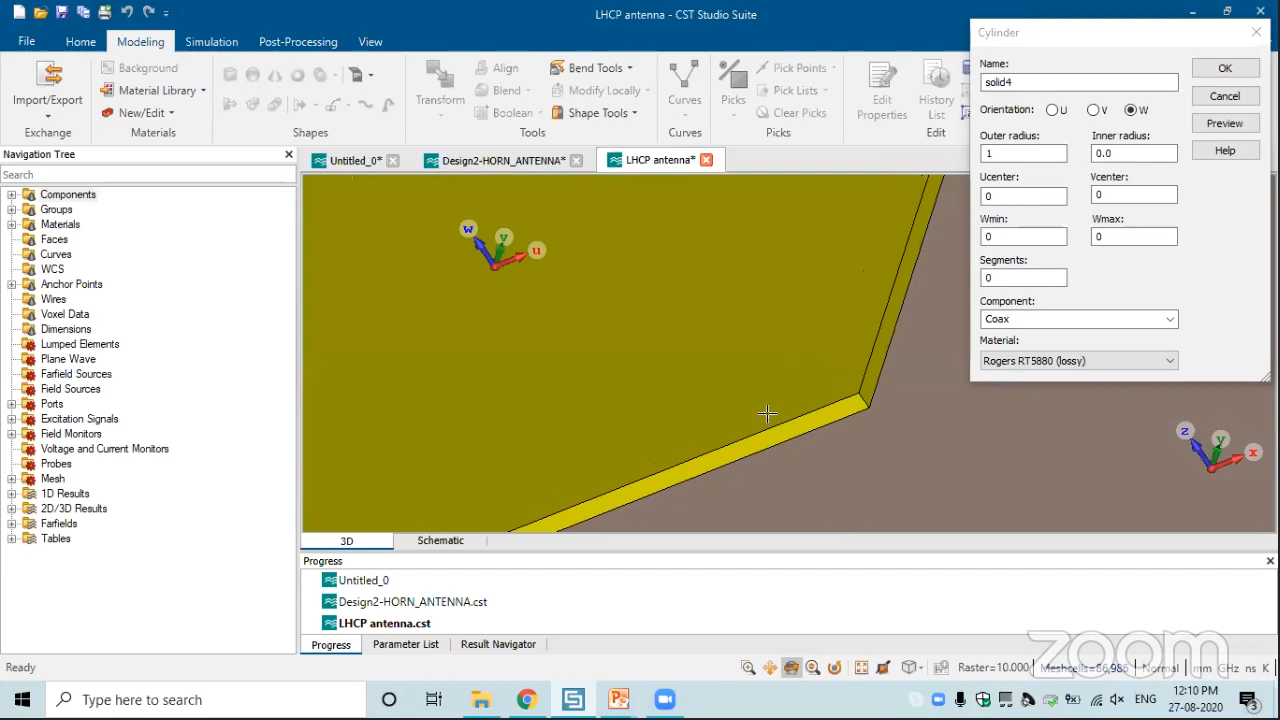 LHCP antenna - CST Studio Suite
File Home Modeling Simulation Post-Processing View
Import/Export
Exchange
Background
Material Library
New/Edit
Materials
Shapes
Transform
Align
Blend
Boolean
Bend Tools
Modify Locally
Shape Tools
Tools
Curves
Curves
Picks
Pick Points
Pick Lists
Clear Picks
Picks
Edit
Properties
History
List
Edit
Cylinder
Name:
solid4
Orientation: U V W
Outer radius: Inner radius:
1 0.0
Ucenter: Vcenter:
0 0
Wmin: Wmax:
0 0
Segments:
0
Component:
Coax
Material:
Rogers RT5880 (lossy)
OK
Cancel
Preview
Help
Navigation Tree
Search
Components
Groups
Materials
Faces
Curves
WCS
Anchor Points
Wires
Voxel Data
Dimensions
Lumped Elements
Plane Wave
Farfield Sources
Field Sources
Ports
Excitation Signals
Field Monitors
Voltage and Current Monitors
Probes
Mesh
1D Results
2D/3D Results
Farfields
Tables
Untitled_0* Design2-HORN_ANTENNA* LHCP antenna*
w v u
z y x
3D Schematic
Progress
Untitled_0
Design2-HORN_ANTENNA.cst
LHCP antenna.cst
Progress Parameter List Result Navigator
zoom
Ready
Raster=10.000 Meshcells=66,986 Normal mm GHz ns K
Type here to search
ENG
12:10 PM
27-08-2020
3